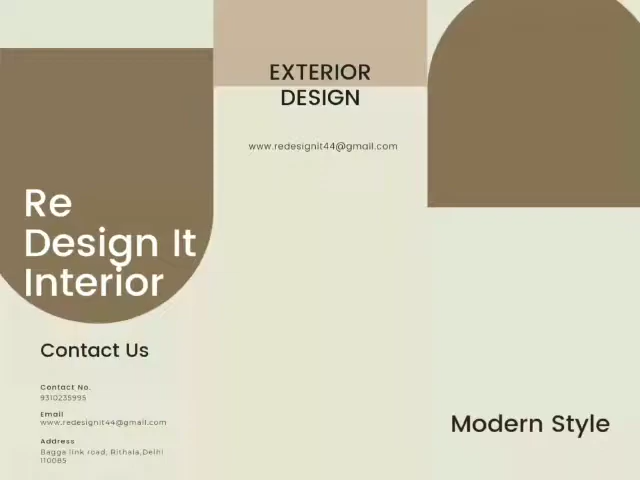 Re
Design It
Interior
Contact Us
Contact No.
9310235995
Email
www.redesignit44@gmail.com
Address
Bagga link road, Rithala,Delhi
110085
EXTERIOR
DESIGN
www.redesignit44@gmail.com
Modern Style